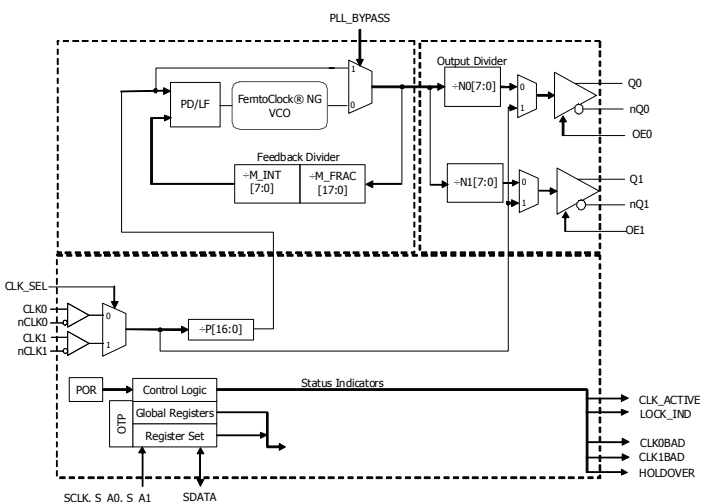 PLL_BYPASS
Output Divider
1
PD/LF
FemtoClock® NG
VCO
0
÷N0[7:0]
0
1
Q0
nQ0
OE0
Feedback Divider
÷M_INT
[7:0]
÷M_FRAC
[17:0]
÷N1[7:0]
0
1
Q1
nQ1
OE1
CLK_SEL
CLK0
nCLK0
CLK1
nCLK1
0
1
÷P[16:0]
POR
Control Logic
Status Indicators
OTP
Global Registers
Register Set
CLK_ACTIVE
LOCK_IND
CLK0BAD
CLK1BAD
HOLDOVER
SCLK, S_A0, S_A1
SDATA